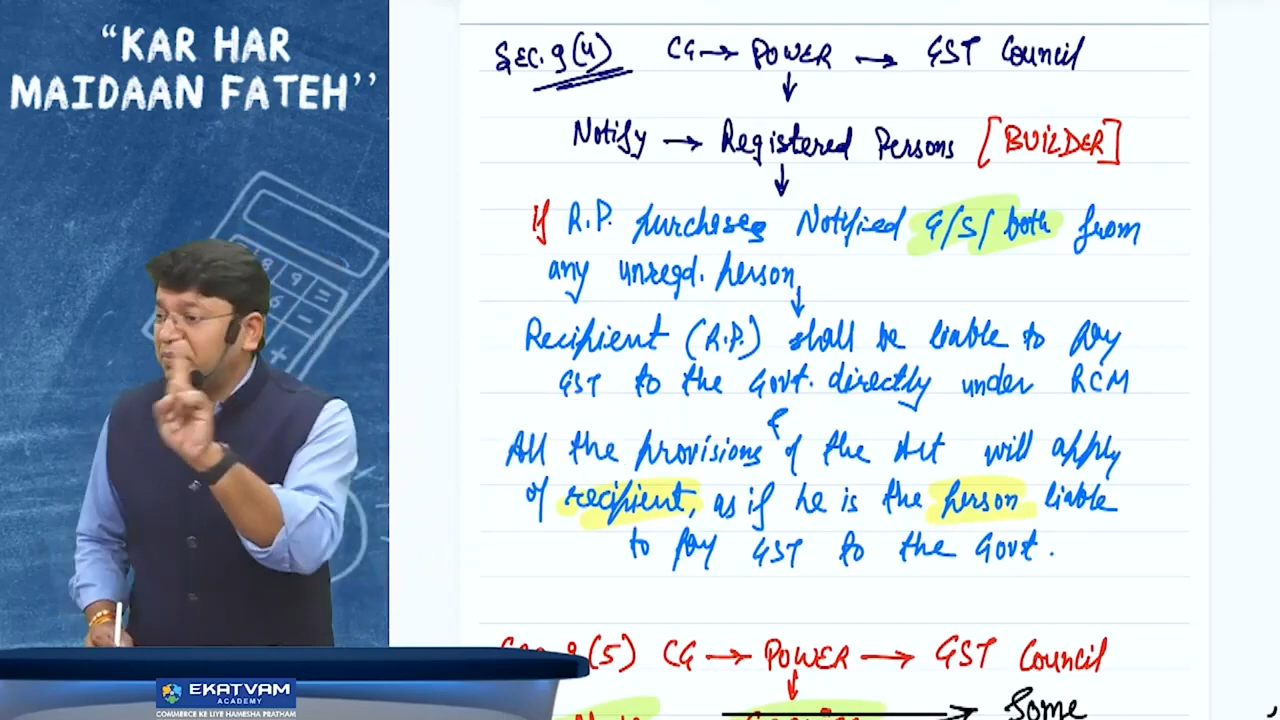 “KAR HAR
MAIDAAN FATEH’’
SEC. 9(4) CG → POWER → GST Council
↓
Notify → Registered Persons [BUILDER]
↓
If R.P. purchases Notified G/S/both from
any unregd. person
↓
Recipient (R.P.) shall be liable to pay
GST to the Govt. directly under RCM
&
All the provisions of the Act will apply
of recipient, as if he is the person liable
to pay GST to the Govt.
(5) CG → POWER → GST Council
↓
→ Some
EKATVAM
ACADEMY
COMMERCE KE LIYE HAMESHA PRATHAM